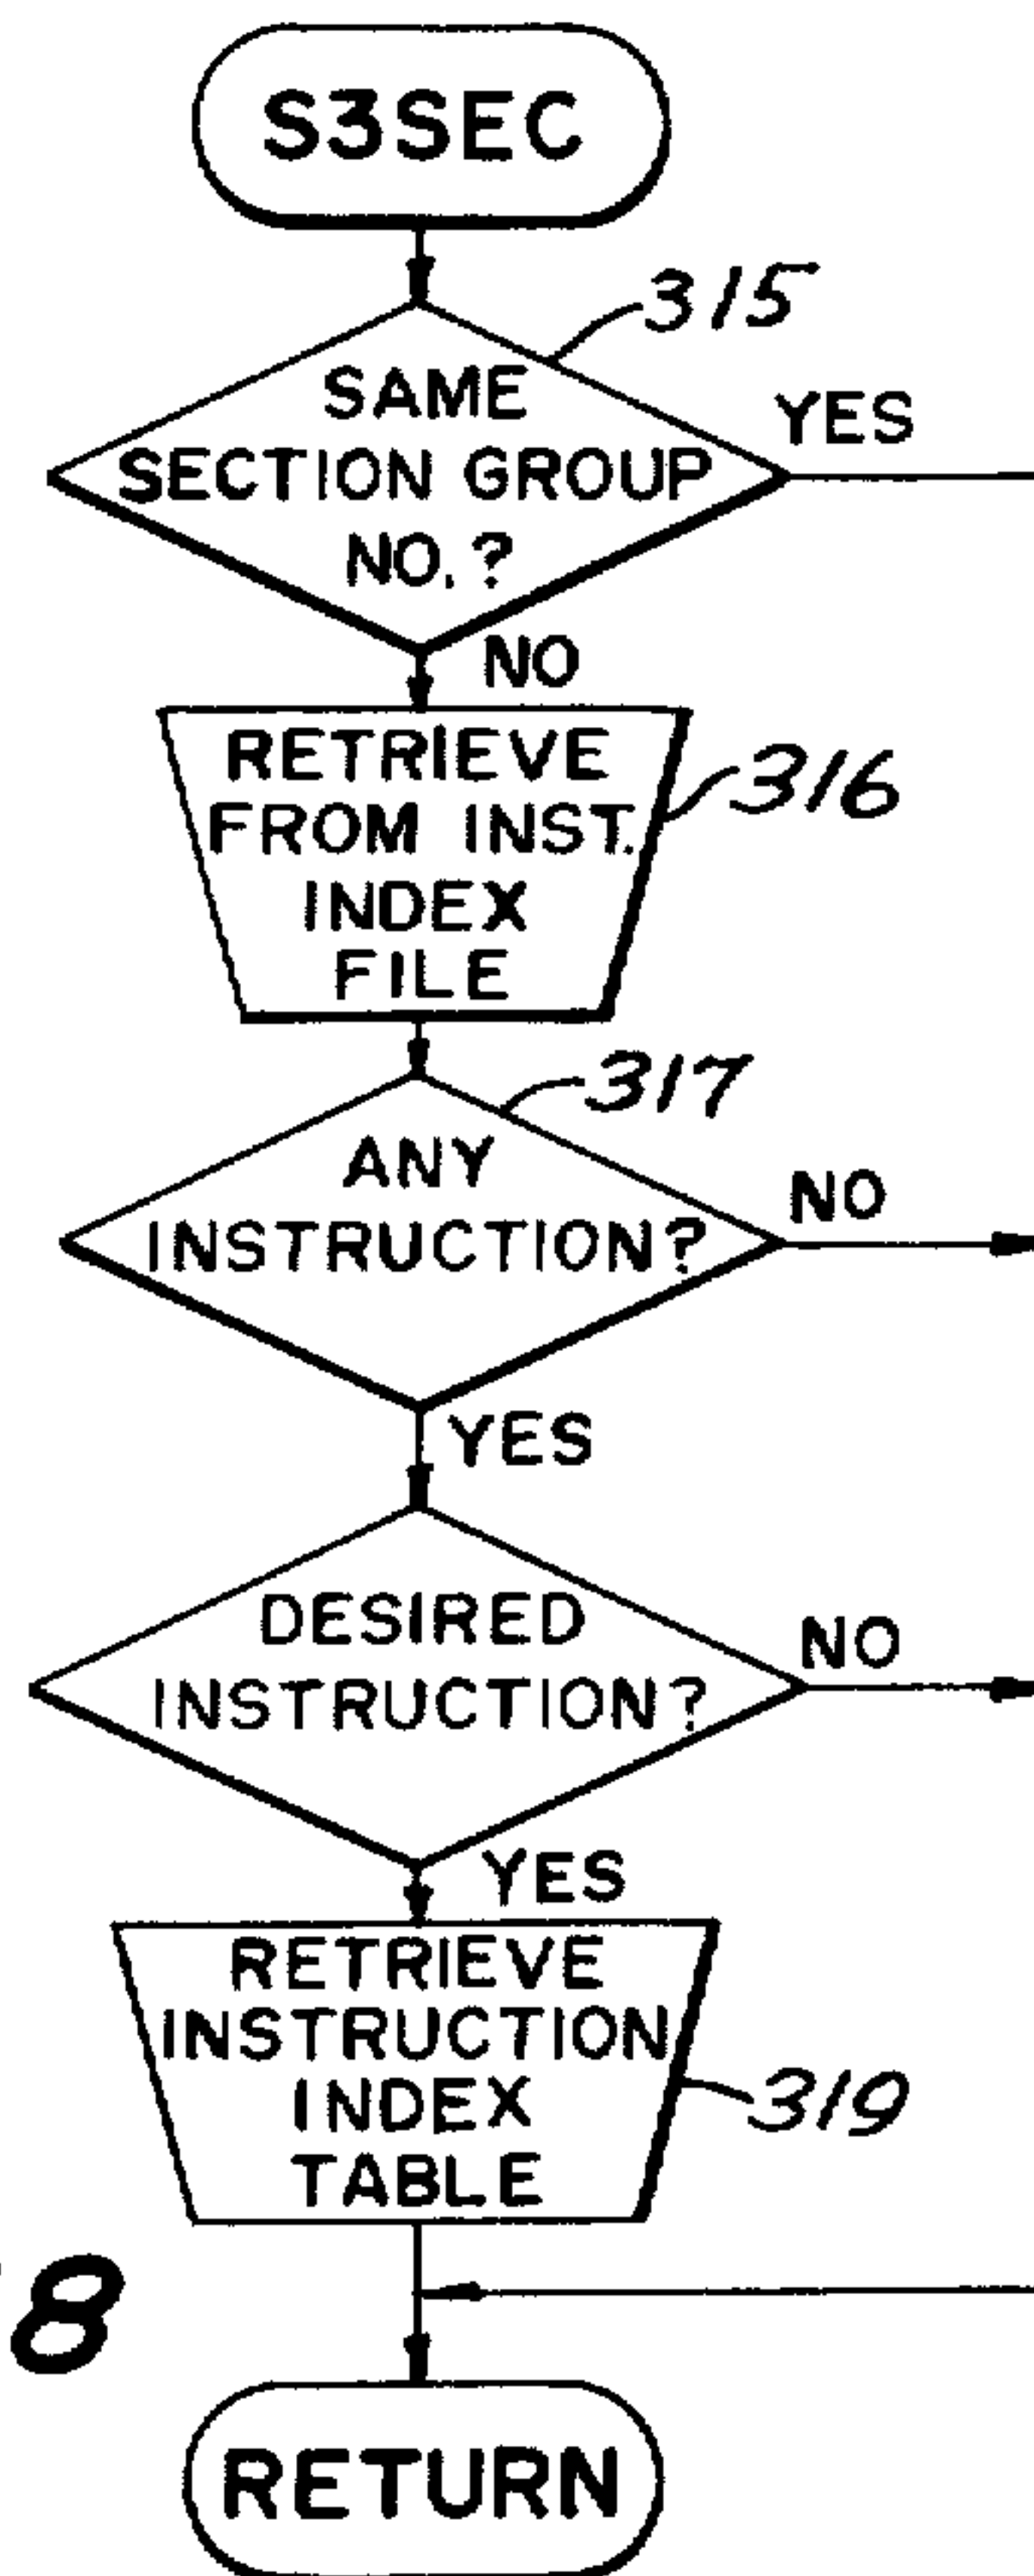 S3SEC
315
SAME
SECTION GROUP
NO.?
YES
NO
RETRIEVE
FROM INST.
INDEX
FILE
316
317
ANY
INSTRUCTION?
NO
YES
DESIRED
INSTRUCTION?
NO
YES
RETRIEVE
INSTRUCTION
INDEX
TABLE
319
8
RETURN